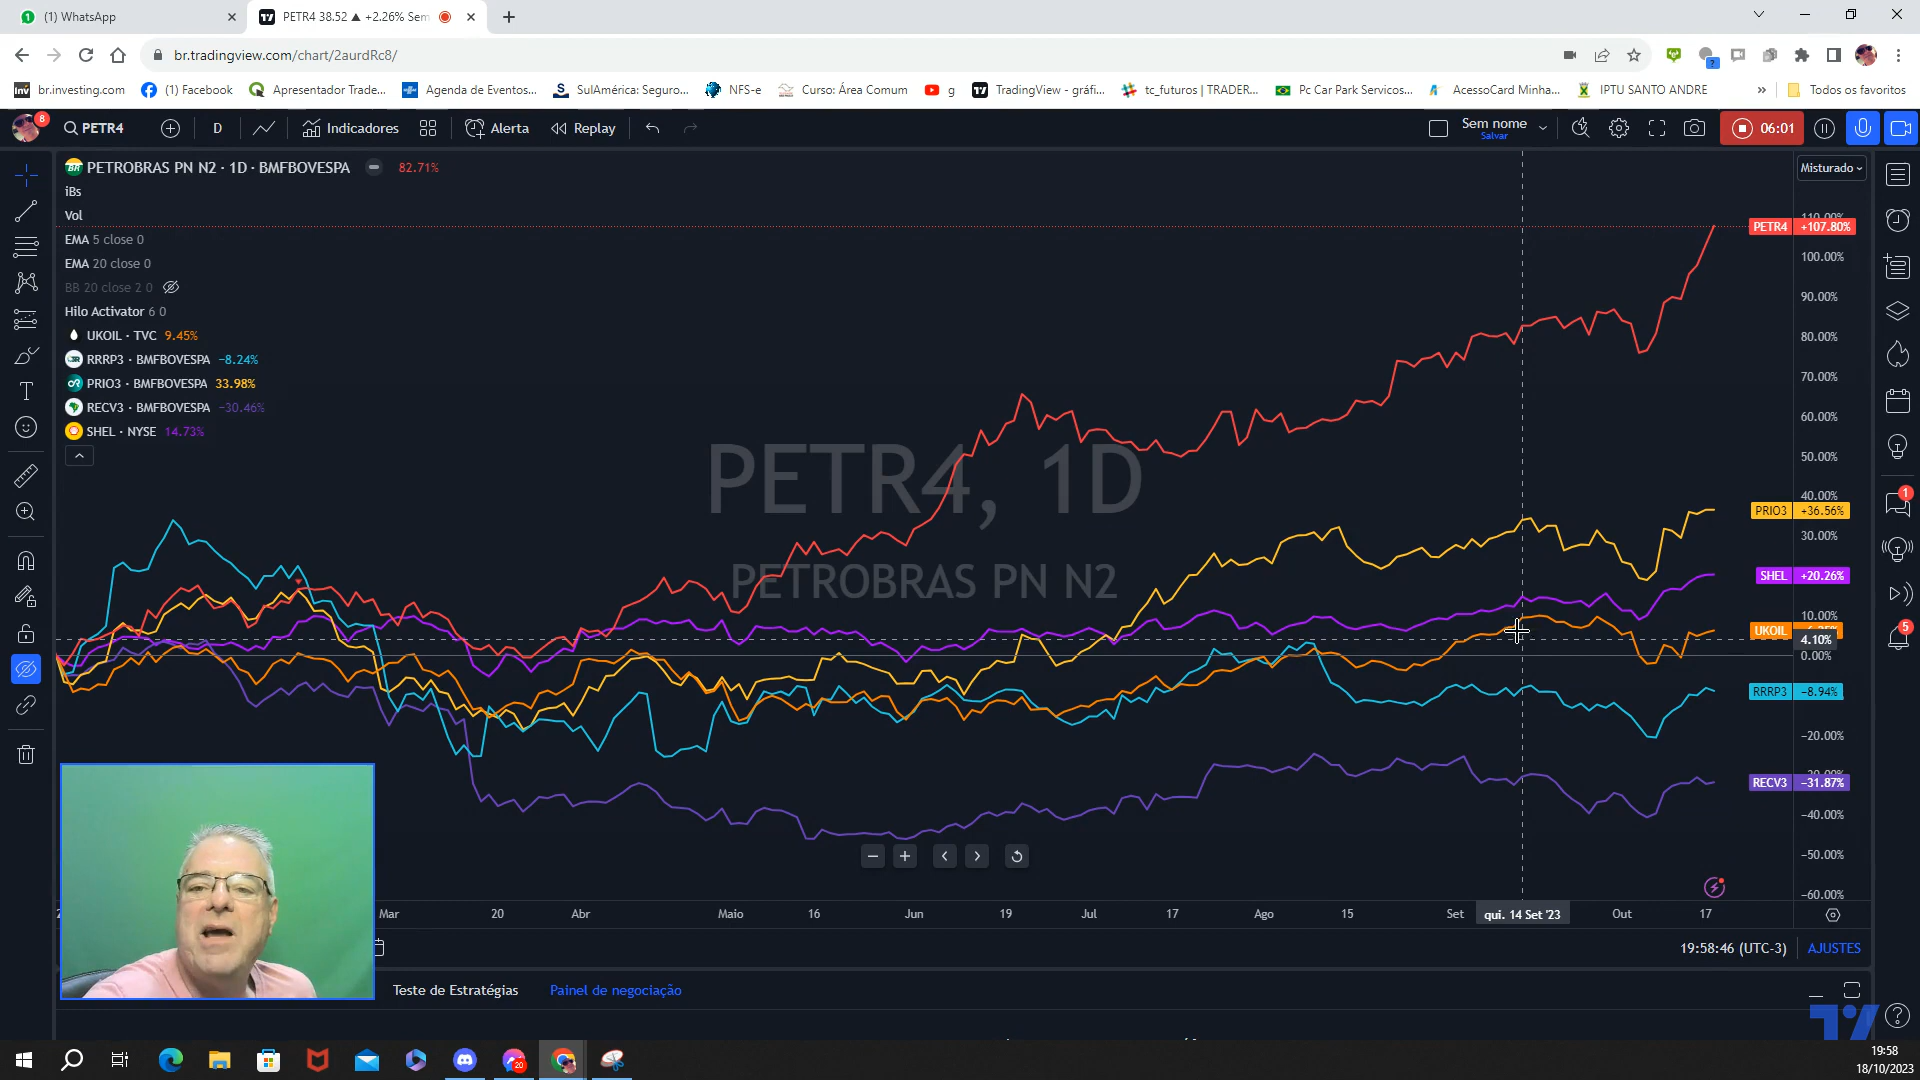 (1) WhatsApp
PETR4 38.52 ▲ +2.26% Sem
br.tradingview.com/chart/2aurdRc8/
br.investing.com
(1) Facebook
Apresentador Trade...
Agenda de Eventos...
SulAmérica: Seguro...
NFS-e
Curso: Área Comum
g
TradingView - gráfi...
tc_futuros | TRADER...
Pc Car Park Servicos...
AcessoCard Minha...
IPTU SANTO ANDRE
Todos os favoritos
8
PETR4
D
Indicadores
Alerta
Replay
Sem nome
Salvar
06:01
PETROBRAS PN N2 · 1D · BMFBOVESPA
82.71%
Misturado
iBs
Vol
EMA 5 close 0
EMA 20 close 0
BB 20 close 2 0
Hilo Activator 6 0
UKOIL · TVC 9.45%
RRRP3 · BMFBOVESPA −8.24%
PRIO3 · BMFBOVESPA 33.98%
RECV3 · BMFBOVESPA −30.46%
SHEL · NYSE 14.73%
PETR4, 1D
PETROBRAS PN N2
110.00%
PETR4 +107.80%
100.00%
90.00%
80.00%
70.00%
60.00%
50.00%
40.00%
PRIO3 +36.56%
30.00%
SHEL +20.26%
10.00%
UKOIL
4.10%
0.00%
RRRP3 −8.94%
−20.00%
RECV3 −31.87%
−40.00%
−50.00%
−60.00%
1
5
Mar
20
Abr
Maio
16
Jun
19
Jul
17
Ago
15
Set
qui. 14 Set '23
Out
17
19:58:46 (UTC-3)
AJUSTES
Teste de Estratégias
Painel de negociação
20
19:58
18/10/2023